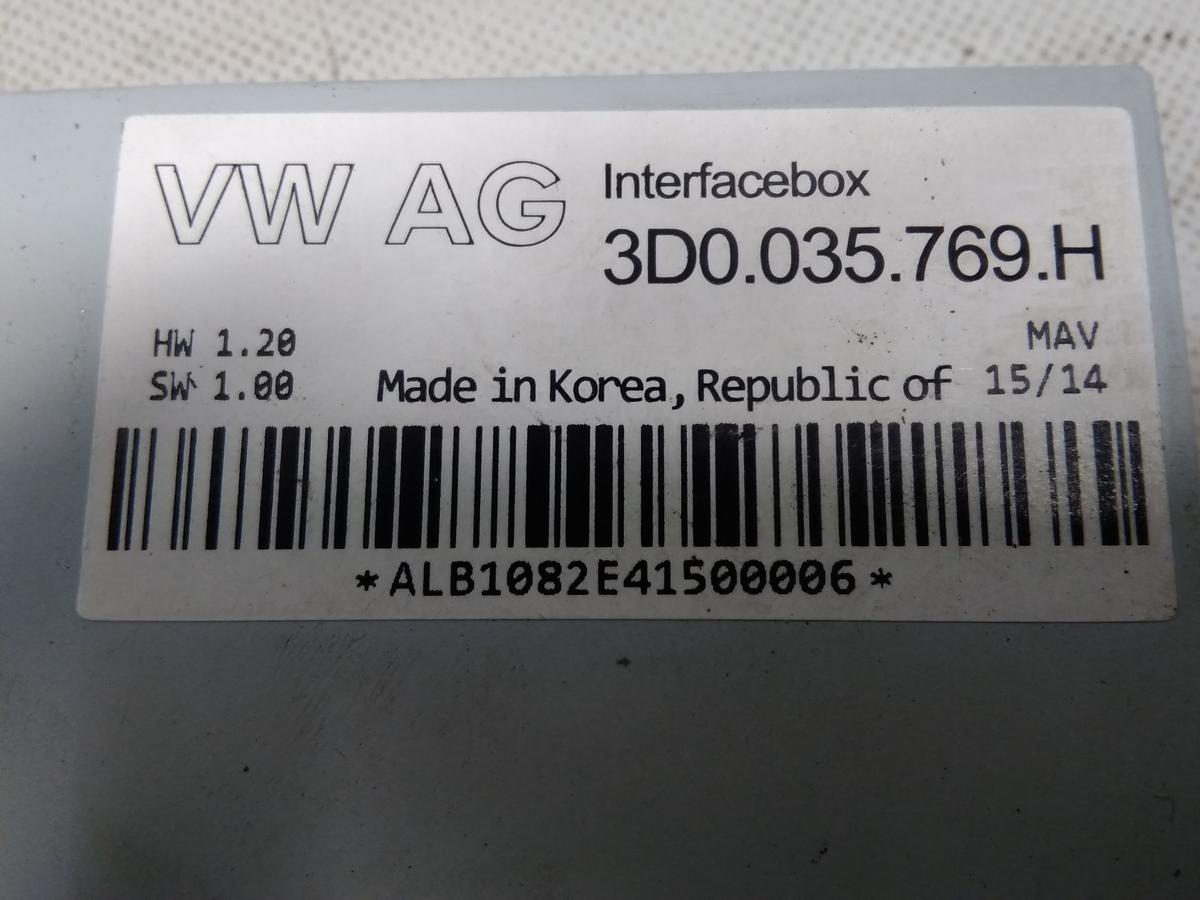 VW AG
Interfacebox
3D0.035.769.H
HW 1.20
MAV
SW 1.00
Made in Korea, Republic of
15/14
*ALB1082E41500006*